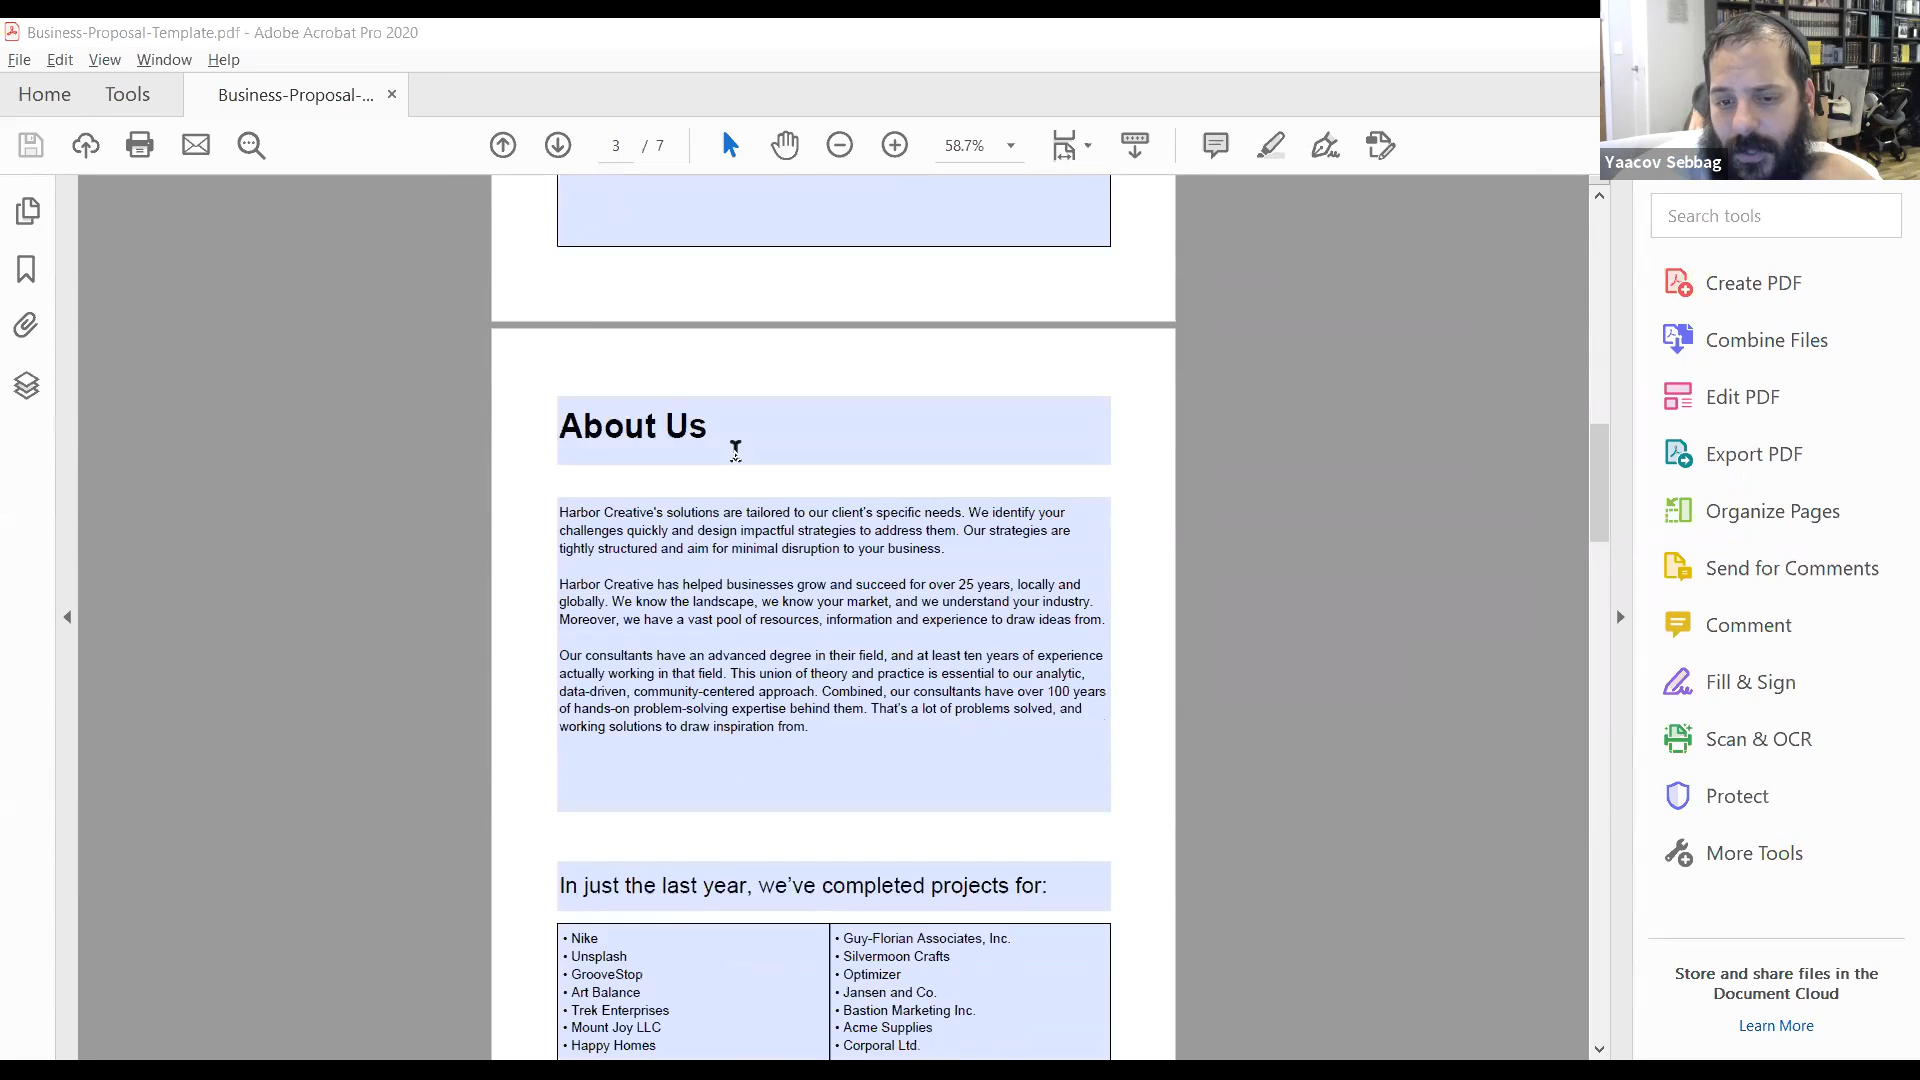 Business-Proposal-Template.pdf - Adobe Acrobat Pro 2020
File Edit View Window Help
Home Tools Business-Proposal-... ×
3 / 7 58.7%
Yaacov Sebbag
Search tools
Create PDF
Combine Files
Edit PDF
Export PDF
Organize Pages
Send for Comments
Comment
Fill & Sign
Scan & OCR
Protect
More Tools
Store and share files in the
Document Cloud
Learn More
About Us
Harbor Creative's solutions are tailored to our client's specific needs. We identify your
challenges quickly and design impactful strategies to address them. Our strategies are
tightly structured and aim for minimal disruption to your business.
Harbor Creative has helped businesses grow and succeed for over 25 years, locally and
globally. We know the landscape, we know your market, and we understand your industry.
Moreover, we have a vast pool of resources, information and experience to draw ideas from.
Our consultants have an advanced degree in their field, and at least ten years of experience
actually working in that field. This union of theory and practice is essential to our analytic,
data-driven, community-centered approach. Combined, our consultants have over 100 years
of hands-on problem-solving expertise behind them. That's a lot of problems solved, and
working solutions to draw inspiration from.
In just the last year, we've completed projects for:
• Nike
• Unsplash
• GrooveStop
• Art Balance
• Trek Enterprises
• Mount Joy LLC
• Happy Homes
• Guy-Florian Associates, Inc.
• Silvermoon Crafts
• Optimizer
• Jansen and Co.
• Bastion Marketing Inc.
• Acme Supplies
• Corporal Ltd.